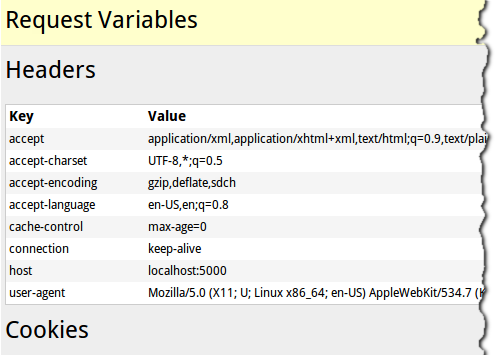 Request Variables
Headers
Key Value
accept application/xml,application/xhtml+xml,text/html;q=0.9,text/plai
accept-charset UTF-8,*;q=0.5
accept-encoding gzip,deflate,sdch
accept-language en-US,en;q=0.8
cache-control max-age=0
connection keep-alive
host localhost:5000
user-agent Mozilla/5.0 (X11; U; Linux x86_64; en-US) AppleWebKit/534.7 (K
Cookies